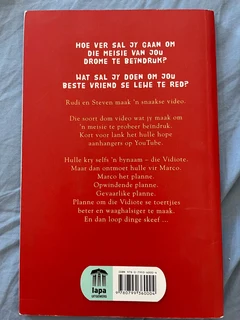 HOE VER SAL JY GAAN OM
DIE MEISIE VAN JOU
DROME TE BEÏNDRUK?
WAT SAL JY DOEN OM JOU
BESTE VRIEND SE LEWE TE RED?
Rudi en Steven maak 'n snaakse video.
Die soort dom video wat jy maak om
'n meisie te probeer beïndruk.
Kort voor lank het hulle hope
aanhangers op YouTube.
Hulle kry selfs 'n bynaam – die Vidiote.
Maar dan ontmoet hulle vir Marco.
Marco het planne.
Opwindende planne.
Gevaarlike planne.
Planne om die Vidiote se toertjies
beter en waaghalsiger te maak.
En dan loop dinge skeef ...
lapa
uitgewers
9 780799 360004